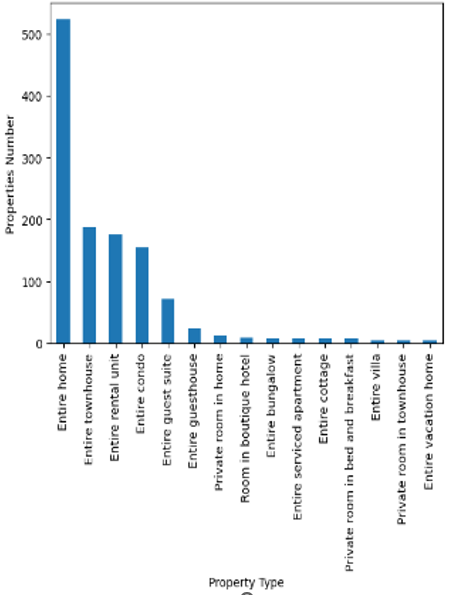 Properties Number
500
400
300
200
100
0
Entire home
Entire townhouse
Entire rental unit
Entire condo
Entire guest suite
Entire guesthouse
Private room in home
Room in boutique hotel
Entire bungalow
Entire serviced apartment
Entire cottage
Private room in bed and breakfast
Entire villa
Private room in townhouse
Entire vacation home
Property Type